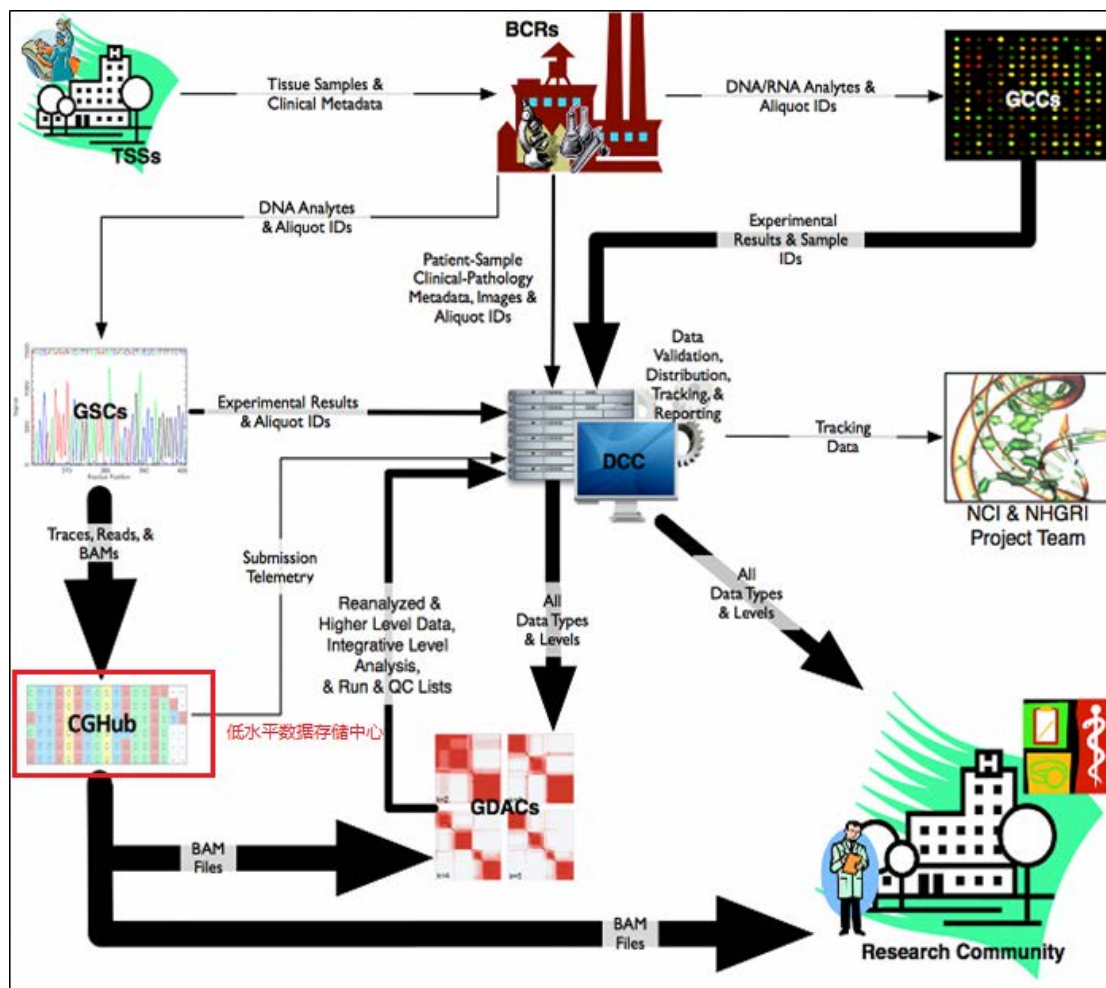 BCRs
Tissue Samples &
Clinical Metadata
DNA/RNA Analytes &
Aliquot IDs
GCCs
TSSs
DNA Analytes
& Aliquot IDs
Experimental
Results & Sample
IDs
Patient-Sample
Clinical-Pathology
Metadata, Images &
Aliquot IDs
Data
Validation,
Distribution,
Tracking, &
Reporting
GSCs
Experimental Results
& Aliquot IDs
DCC
Tracking
Data
NCI & NHGRI
Project Team
Traces, Reads, &
BAMs
Submission
Telemetry
Reanalyzed &
Higher Level Data,
Integrative Level
Analysis,
& Run & QC Lists
All
Data Types
& Levels
All
Data Types
& Levels
CGHub
低水平数据存储中心
H
H
GDACs
k=2
k=4
k=5
BAM
Files
BAM
Files
Research Community